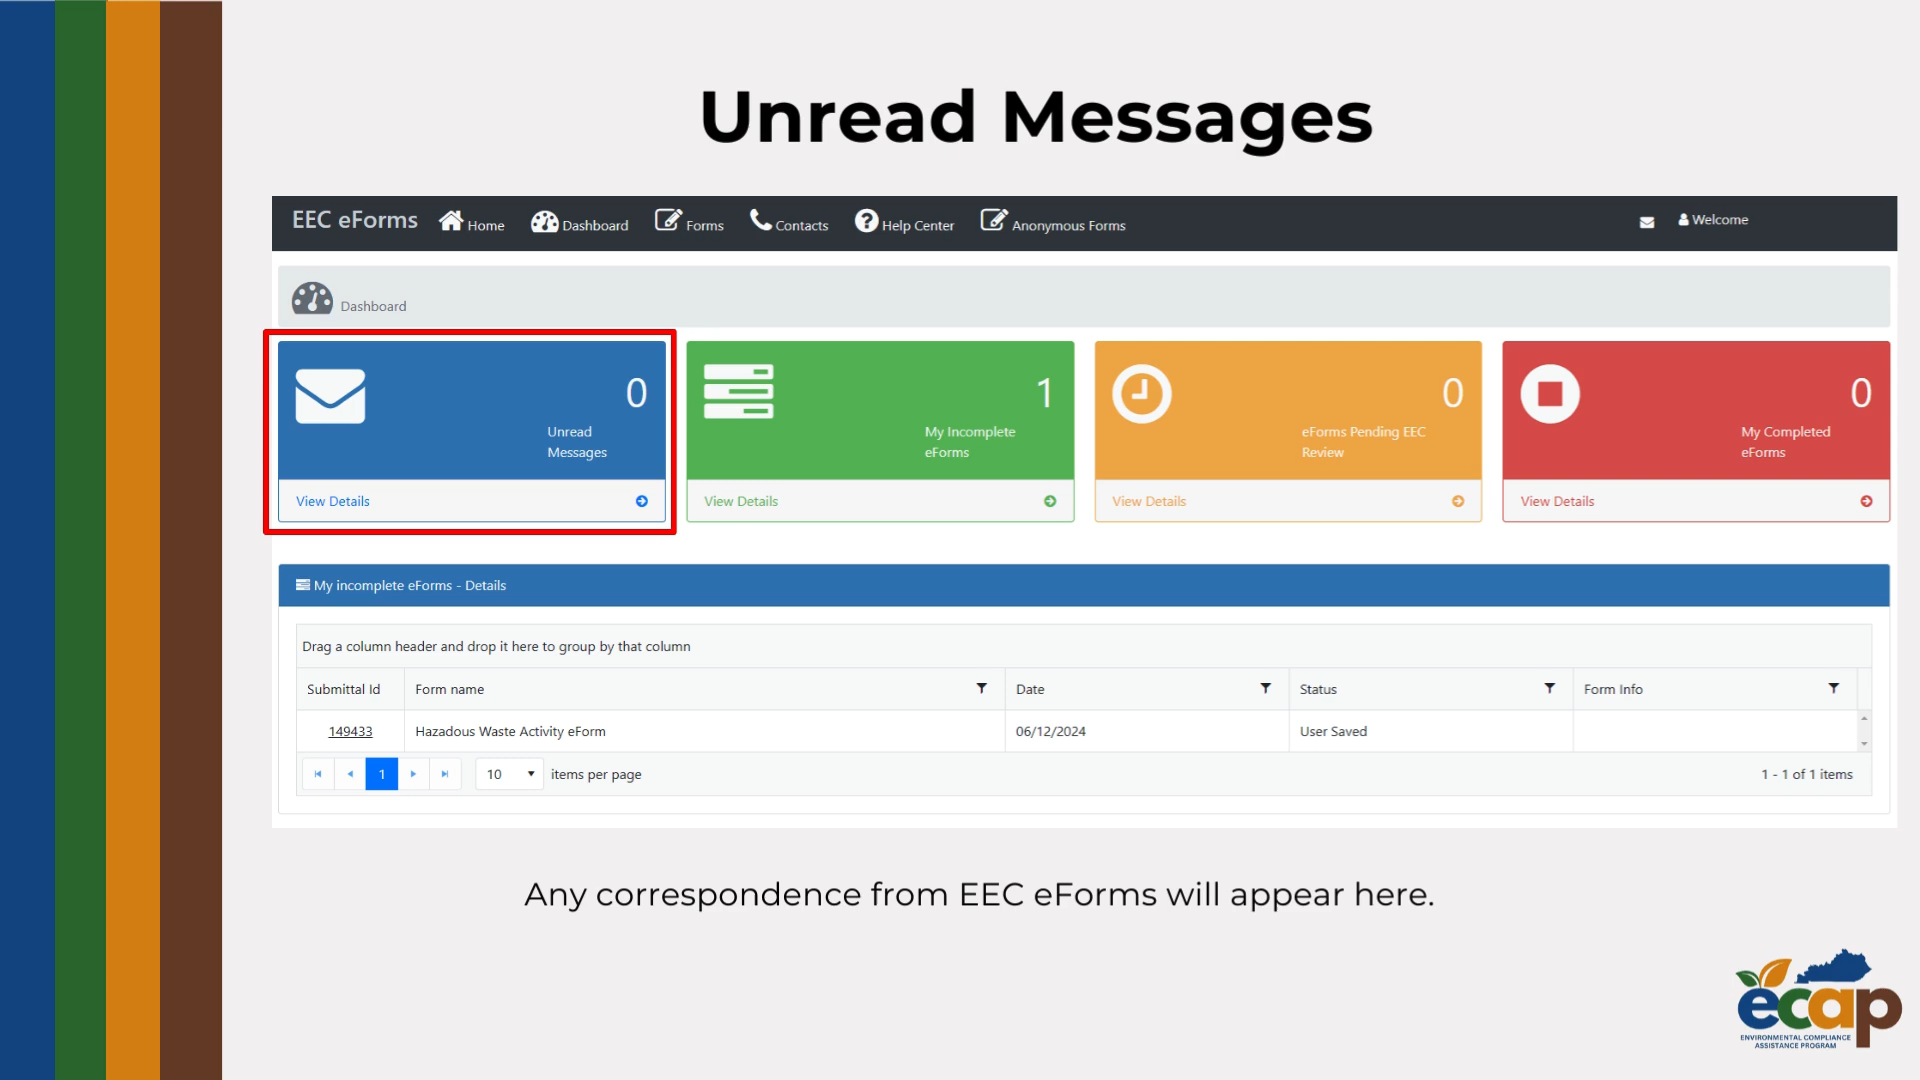 Unread Messages
EEC eForms Home Dashboard Forms Contacts Help Center Anonymous Forms Welcome
Dashboard
0
Unread
Messages
View Details
1
My Incomplete
eForms
View Details
0
eForms Pending EEC
Review
View Details
0
My Completed
eForms
View Details
My incomplete eForms - Details
Drag a column header and drop it here to group by that column
Submittal Id Form name Date Status Form Info
149433 Hazadous Waste Activity eForm 06/12/2024 User Saved
1 10 items per page 1 - 1 of 1 items
Any correspondence from EEC eForms will appear here.
ecap
ENVIRONMENTAL COMPLIANCE
ASSISTANCE PROGRAM